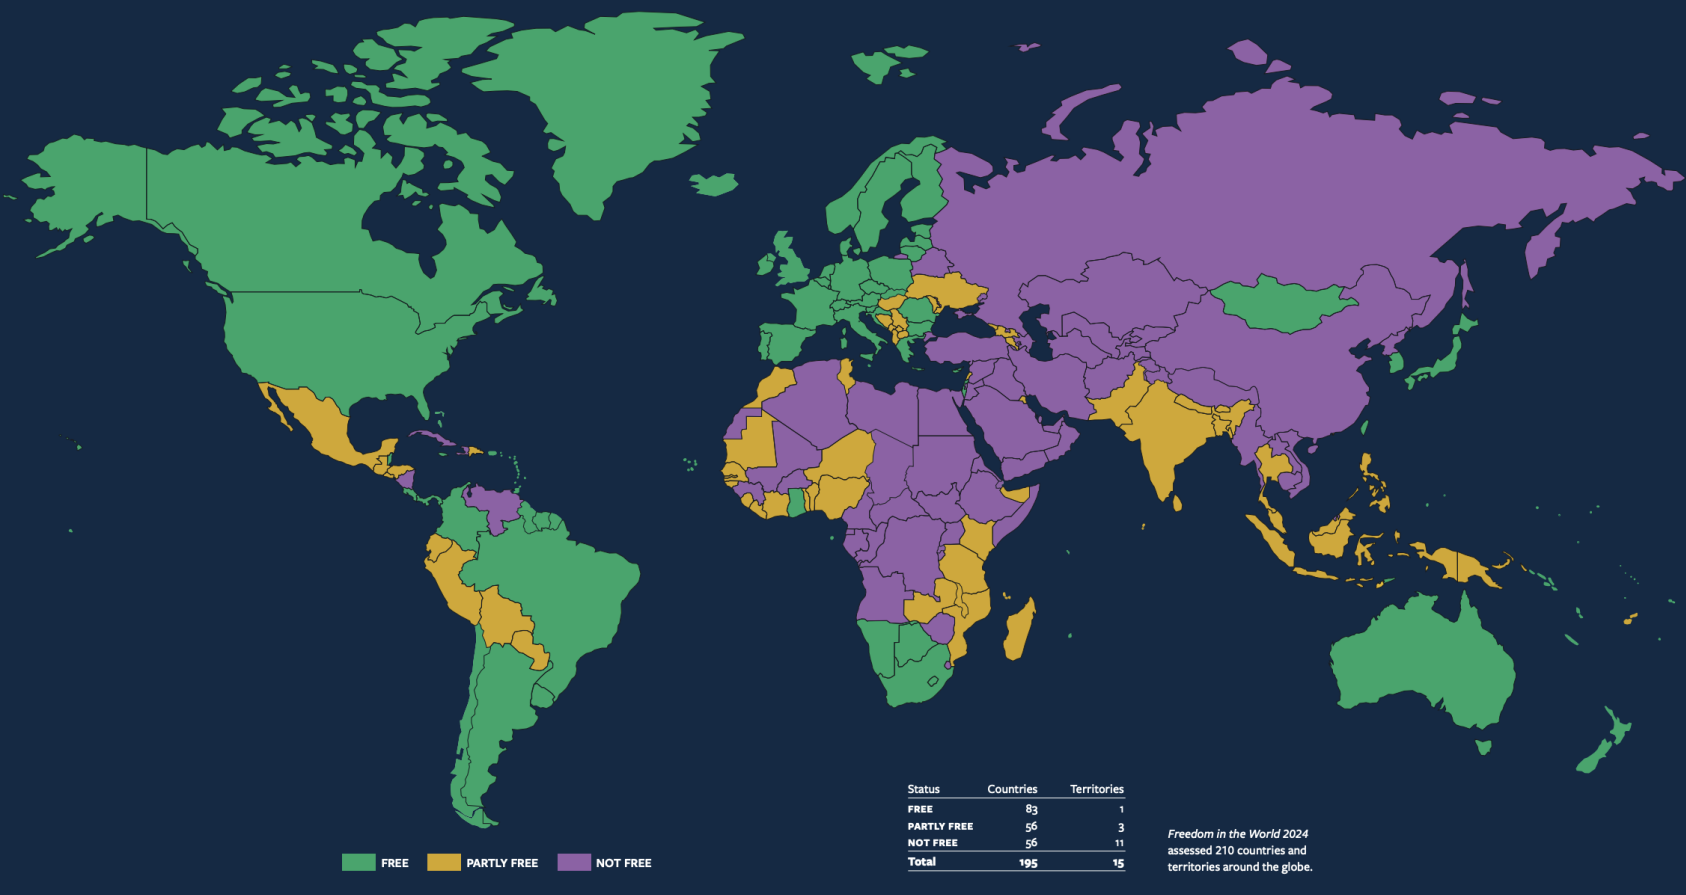 Status Countries Territories
FREE 83 1
PARTLY FREE 56 3
NOT FREE 56 11
Total 195 15
Freedom in the World 2024
assessed 210 countries and
territories around the globe.
FREE PARTLY FREE NOT FREE